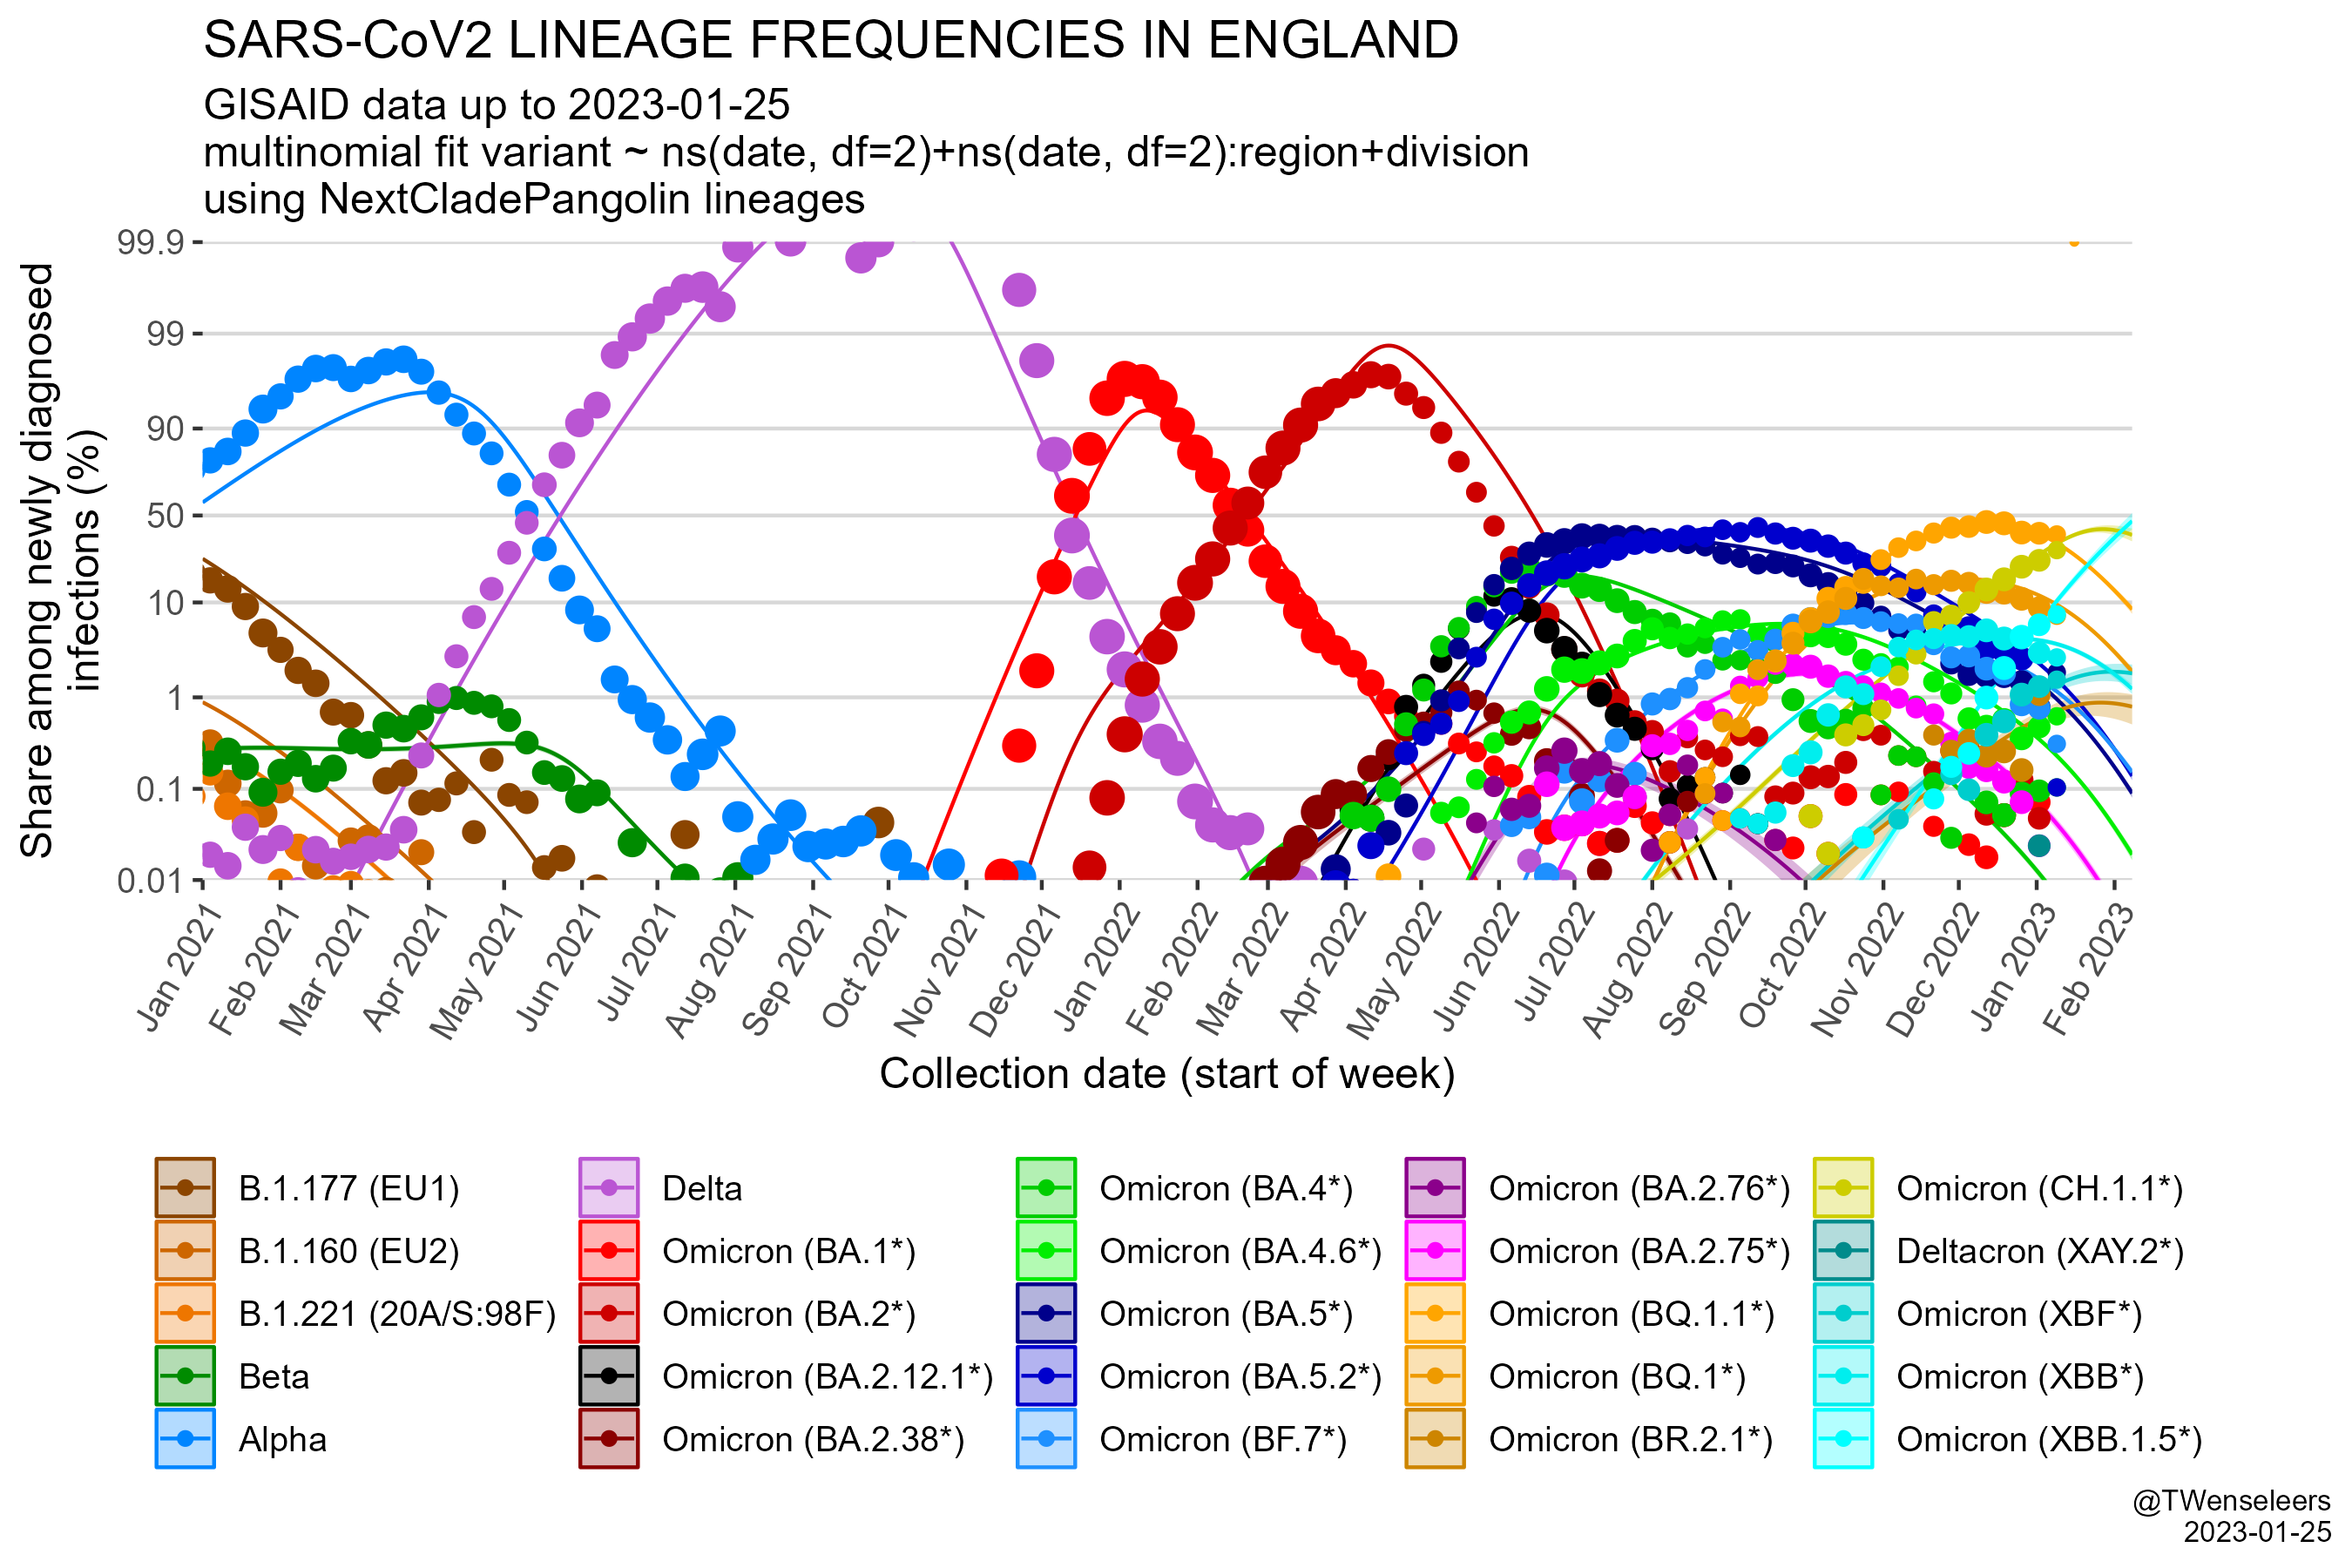 SARS-CoV2 LINEAGE FREQUENCIES IN ENGLAND
GISAID data up to 2023-01-25
multinomial fit variant ~ ns(date, df=2)+ns(date, df=2):region+division
using NextCladePangolin lineages
Share among newly diagnosed
infections (%)
99.9
99
90
50
10
1
0.1
0.01
Jan 2021
Feb 2021
Mar 2021
Apr 2021
May 2021
Jun 2021
Jul 2021
Aug 2021
Sep 2021
Oct 2021
Nov 2021
Dec 2021
Jan 2022
Feb 2022
Mar 2022
Apr 2022
May 2022
Jun 2022
Jul 2022
Aug 2022
Sep 2022
Oct 2022
Nov 2022
Dec 2022
Jan 2023
Feb 2023
Collection date (start of week)
B.1.177 (EU1)
B.1.160 (EU2)
B.1.221 (20A/S:98F)
Beta
Alpha
Delta
Omicron (BA.1*)
Omicron (BA.2*)
Omicron (BA.2.12.1*)
Omicron (BA.2.38*)
Omicron (BA.4*)
Omicron (BA.4.6*)
Omicron (BA.5*)
Omicron (BA.5.2*)
Omicron (BF.7*)
Omicron (BA.2.76*)
Omicron (BA.2.75*)
Omicron (BQ.1.1*)
Omicron (BQ.1*)
Omicron (BR.2.1*)
Omicron (CH.1.1*)
Deltacron (XAY.2*)
Omicron (XBF*)
Omicron (XBB*)
Omicron (XBB.1.5*)
@TWenseleers
2023-01-25